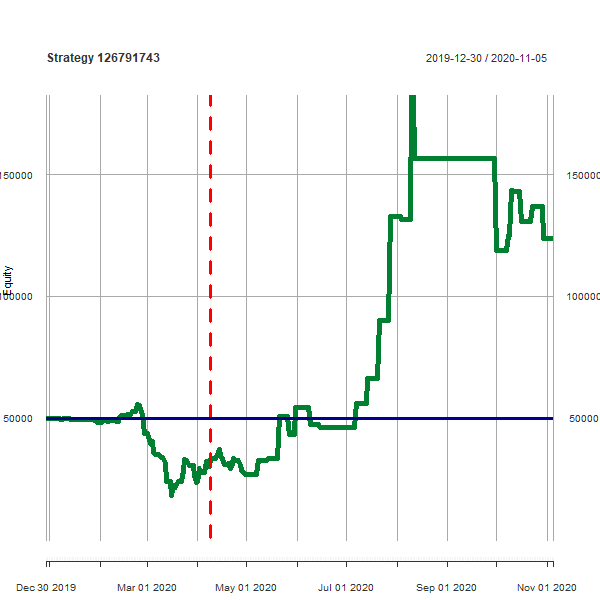 Strategy 126791743
2019-12-30 / 2020-11-05
150000
150000
Equity
100000
100000
50000
50000
Dec 30 2019
Mar 01 2020
May 01 2020
Jul 01 2020
Sep 01 2020
Nov 01 2020